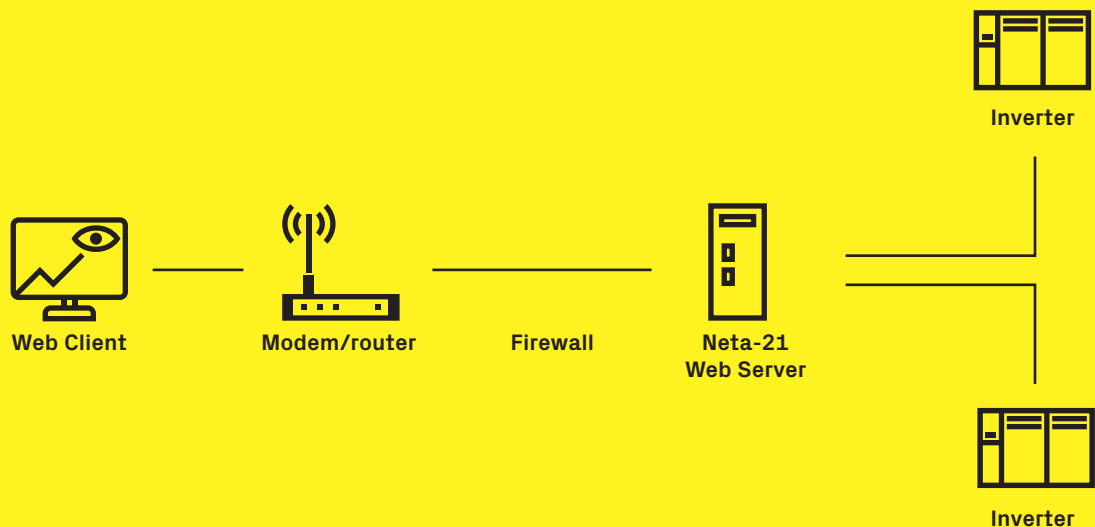 Inverter
Web Client
Modem/router
Firewall
Neta-21
Web Server
Inverter